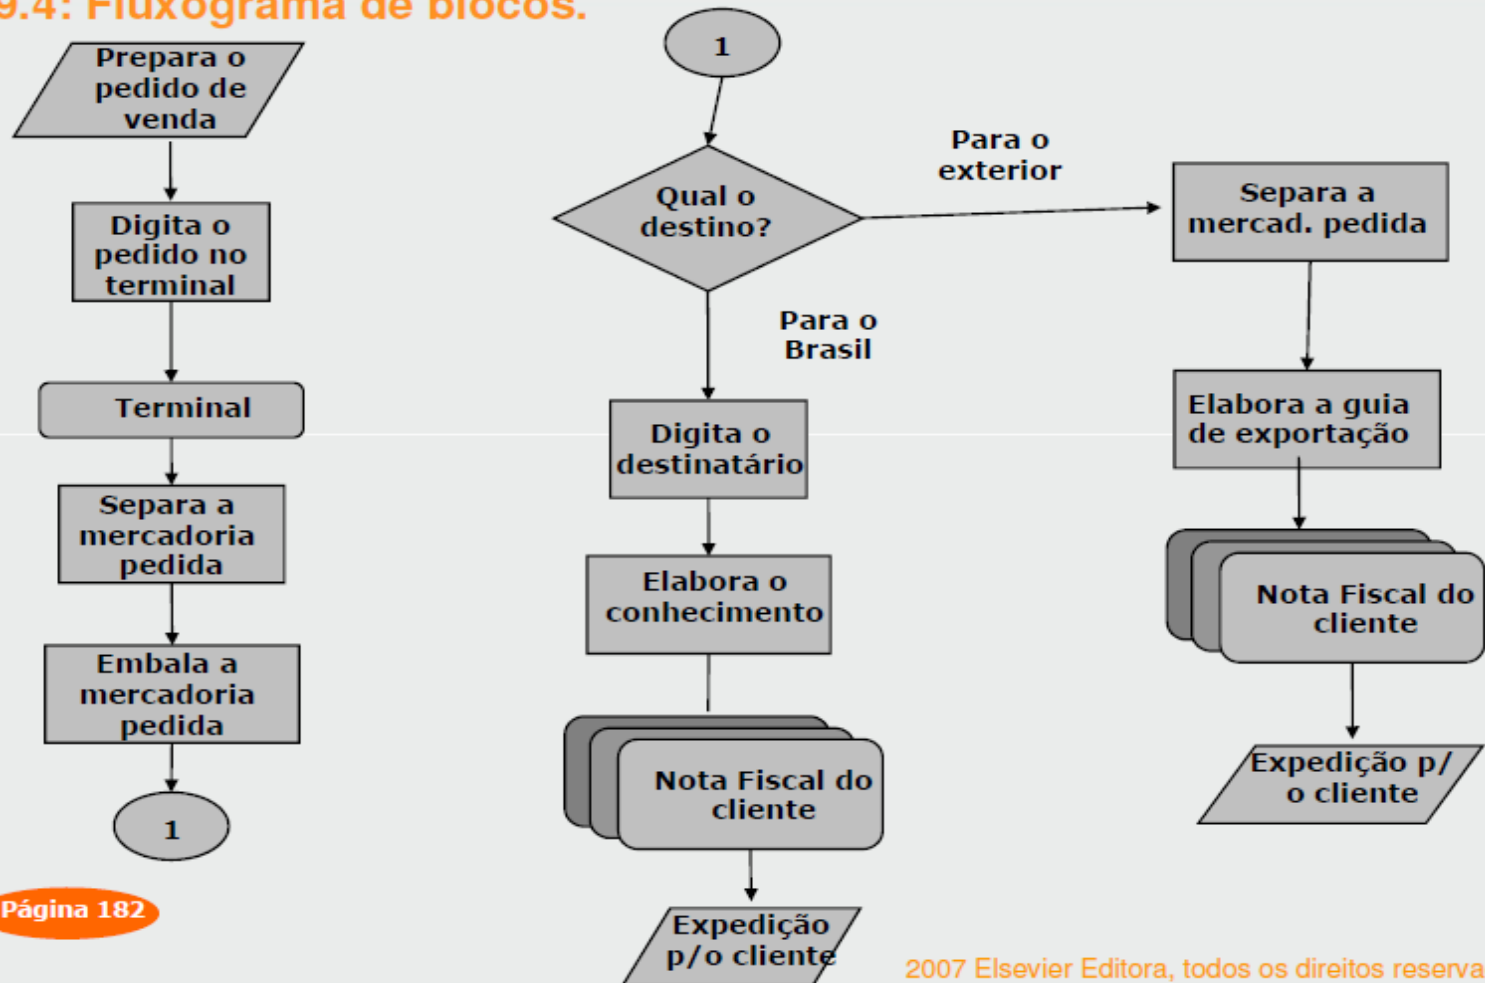 9.4: Fluxograma de blocos.
Prepara o
pedido de
venda
Digita o
pedido no
terminal
Terminal
Separa a
mercadoria
pedida
Embala a
mercadoria
pedida
1
1
Qual o
destino?
Para o
exterior
Para o
Brasil
Digita o
destinatário
Elabora o
conhecimento
Nota Fiscal do
cliente
Expedição
p/o cliente
Separa a
mercad. pedida
Elabora a guia
de exportação
Nota Fiscal do
cliente
Expedição p/
o cliente
Página 182
2007 Elsevier Editora, todos os direitos reserva